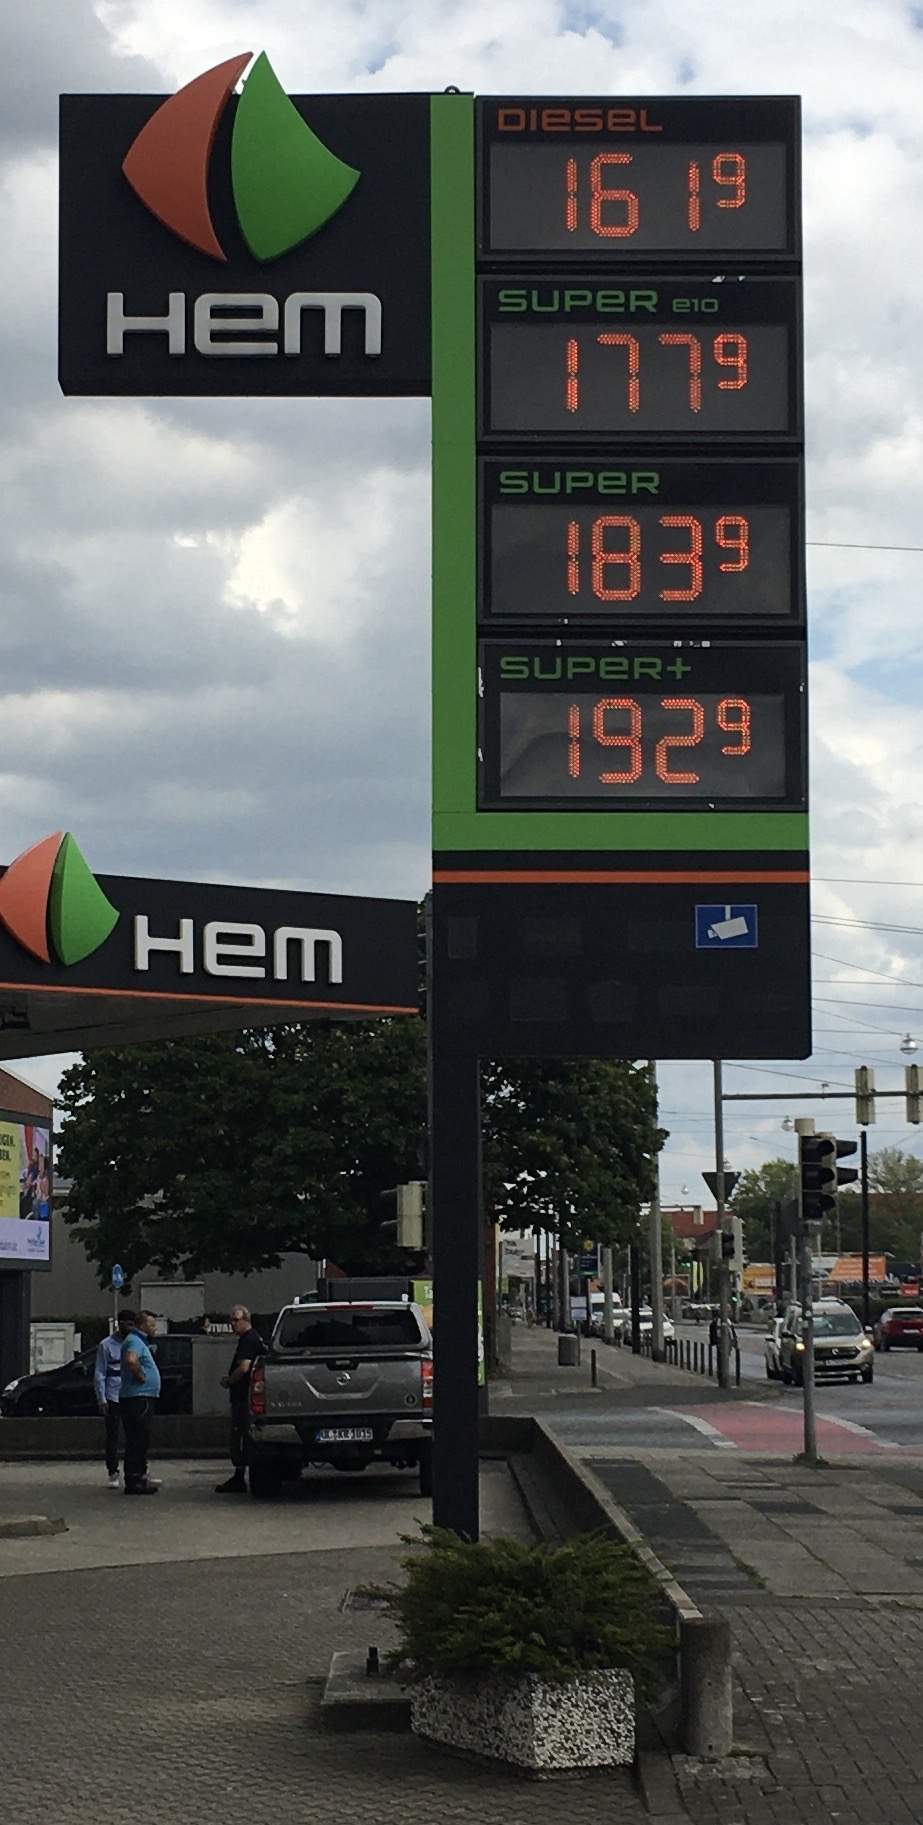 Hem
DIeseL
161⁹
SUPeR e10
177⁹
SUPeR
183⁹
SUPeR+
192⁹
Hem